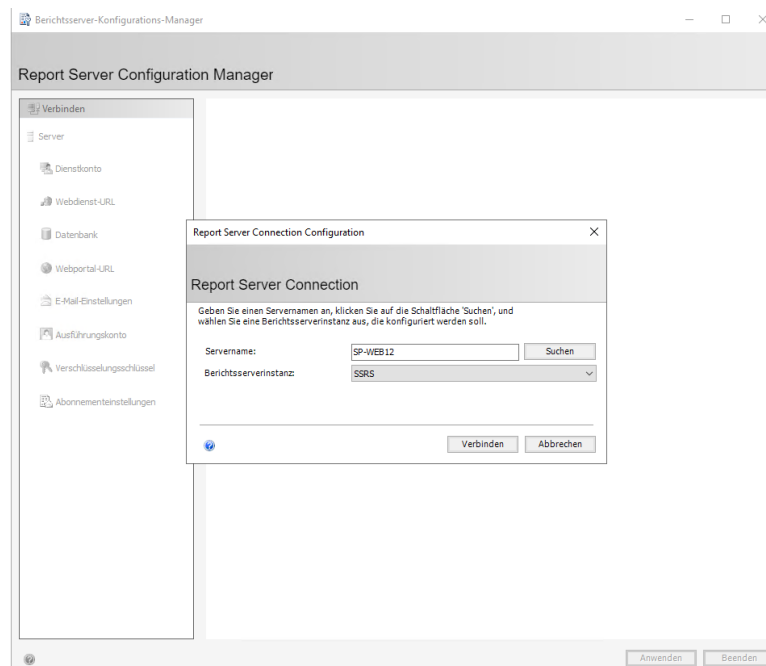 Berichtsserver-Konfigurations-Manager
Report Server Configuration Manager
Verbinden
Server
Dienstkonto
Webdienst-URL
Datenbank
Webportal-URL
E-Mail-Einstellungen
Ausführungskonto
Verschlüsselungsschlüssel
Abonnementeinstellungen
Report Server Connection Configuration
Report Server Connection
Geben Sie einen Servernamen an, klicken Sie auf die Schaltfläche 'Suchen', und
wählen Sie eine Berichtsserverinstanz aus, die konfiguriert werden soll.
Servername: SP-WEB12 Suchen
Berichtsserverinstanz: SSRS
Verbinden Abbrechen
Anwenden Beenden